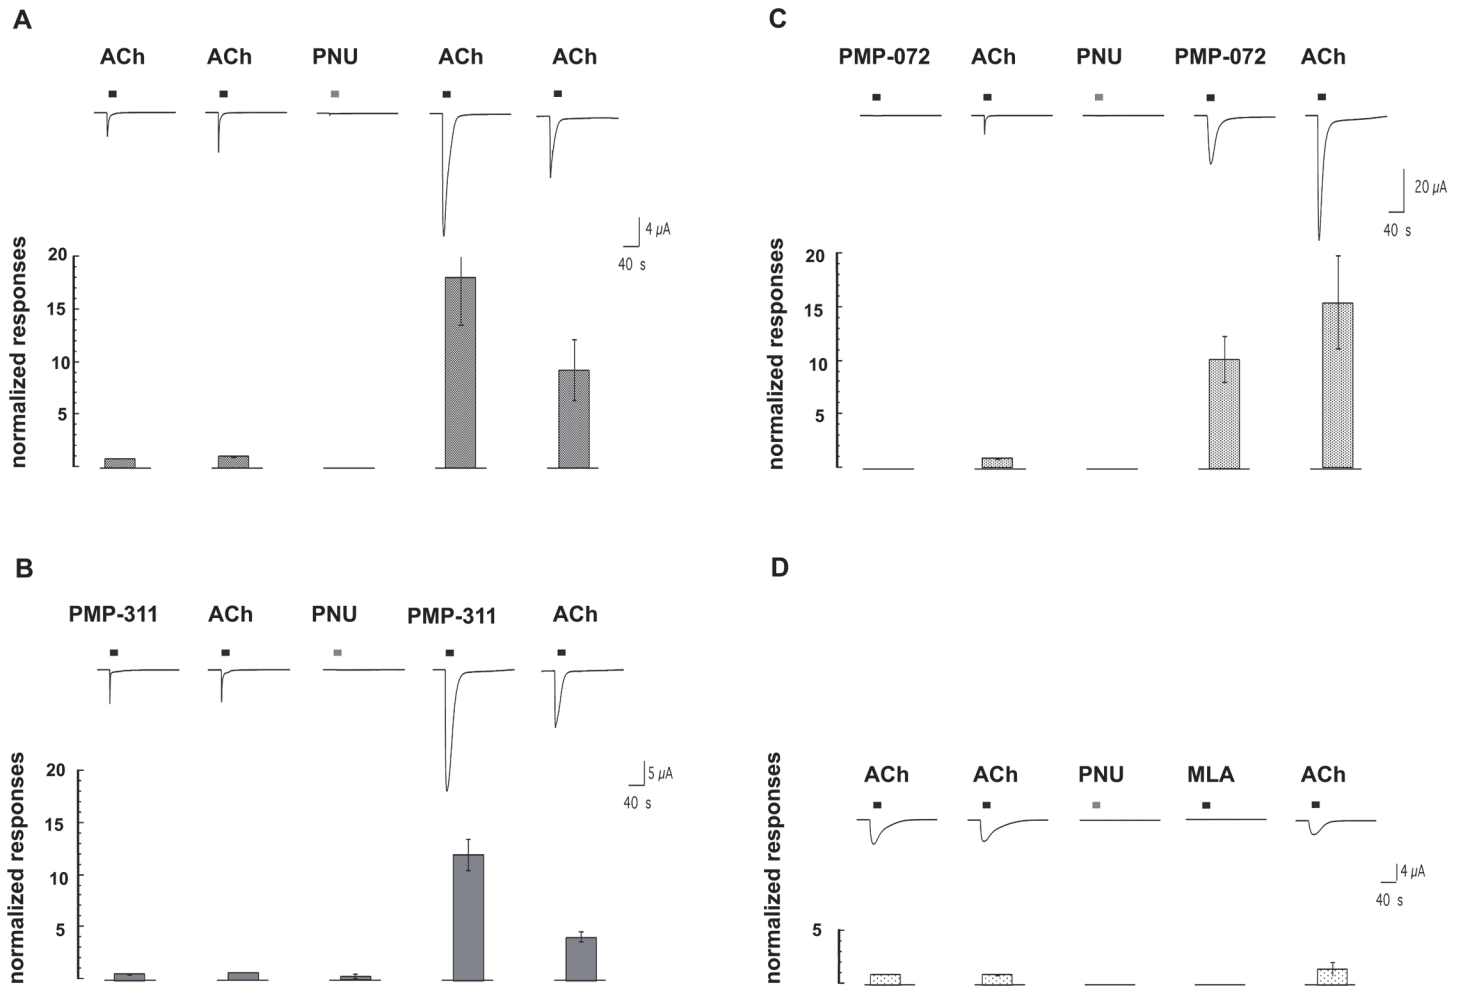 A
ACh ACh PNU ACh ACh
4 µA
40 s
normalized responses
20
15
10
5
C
PMP-072 ACh PNU PMP-072 ACh
20 µA
40 s
normalized responses
20
15
10
5
B
PMP-311 ACh PNU PMP-311 ACh
5 µA
40 s
normalized responses
20
15
10
5
D
ACh ACh PNU MLA ACh
4 µA
40 s
normalized responses
5